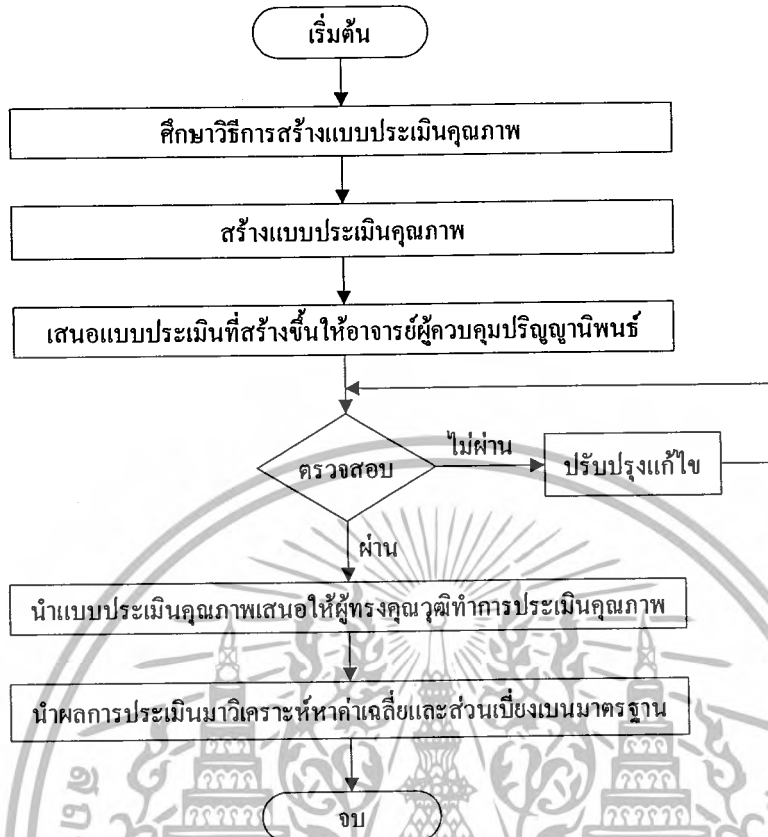 เริ่มต้น
ศึกษาวิธีการสร้างแบบประเมินคุณภาพ
สร้างแบบประเมินคุณภาพ
เสนอแบบประเมินที่สร้างขึ้นให้อาจารย์ผู้ควบคุมปริญญานิพนธ์
ตรวจสอบ
ไม่ผ่าน
ปรับปรุงแก้ไข
ผ่าน
นำแบบประเมินคุณภาพเสนอให้ผู้ทรงคุณวุฒิทำการประเมินคุณภาพ
นำผลการประเมินมาวิเคราะห์หาค่าเฉลี่ยและส่วนเบี่ยงเบนมาตรฐาน
จบ